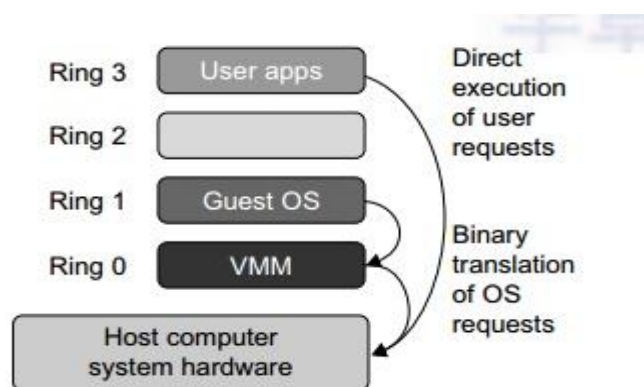 Ring 3
User apps
Direct
execution
of user
requests
Ring 2
Ring 1
Guest OS
Ring 0
VMM
Binary
translation
of OS
requests
Host computer
system hardware